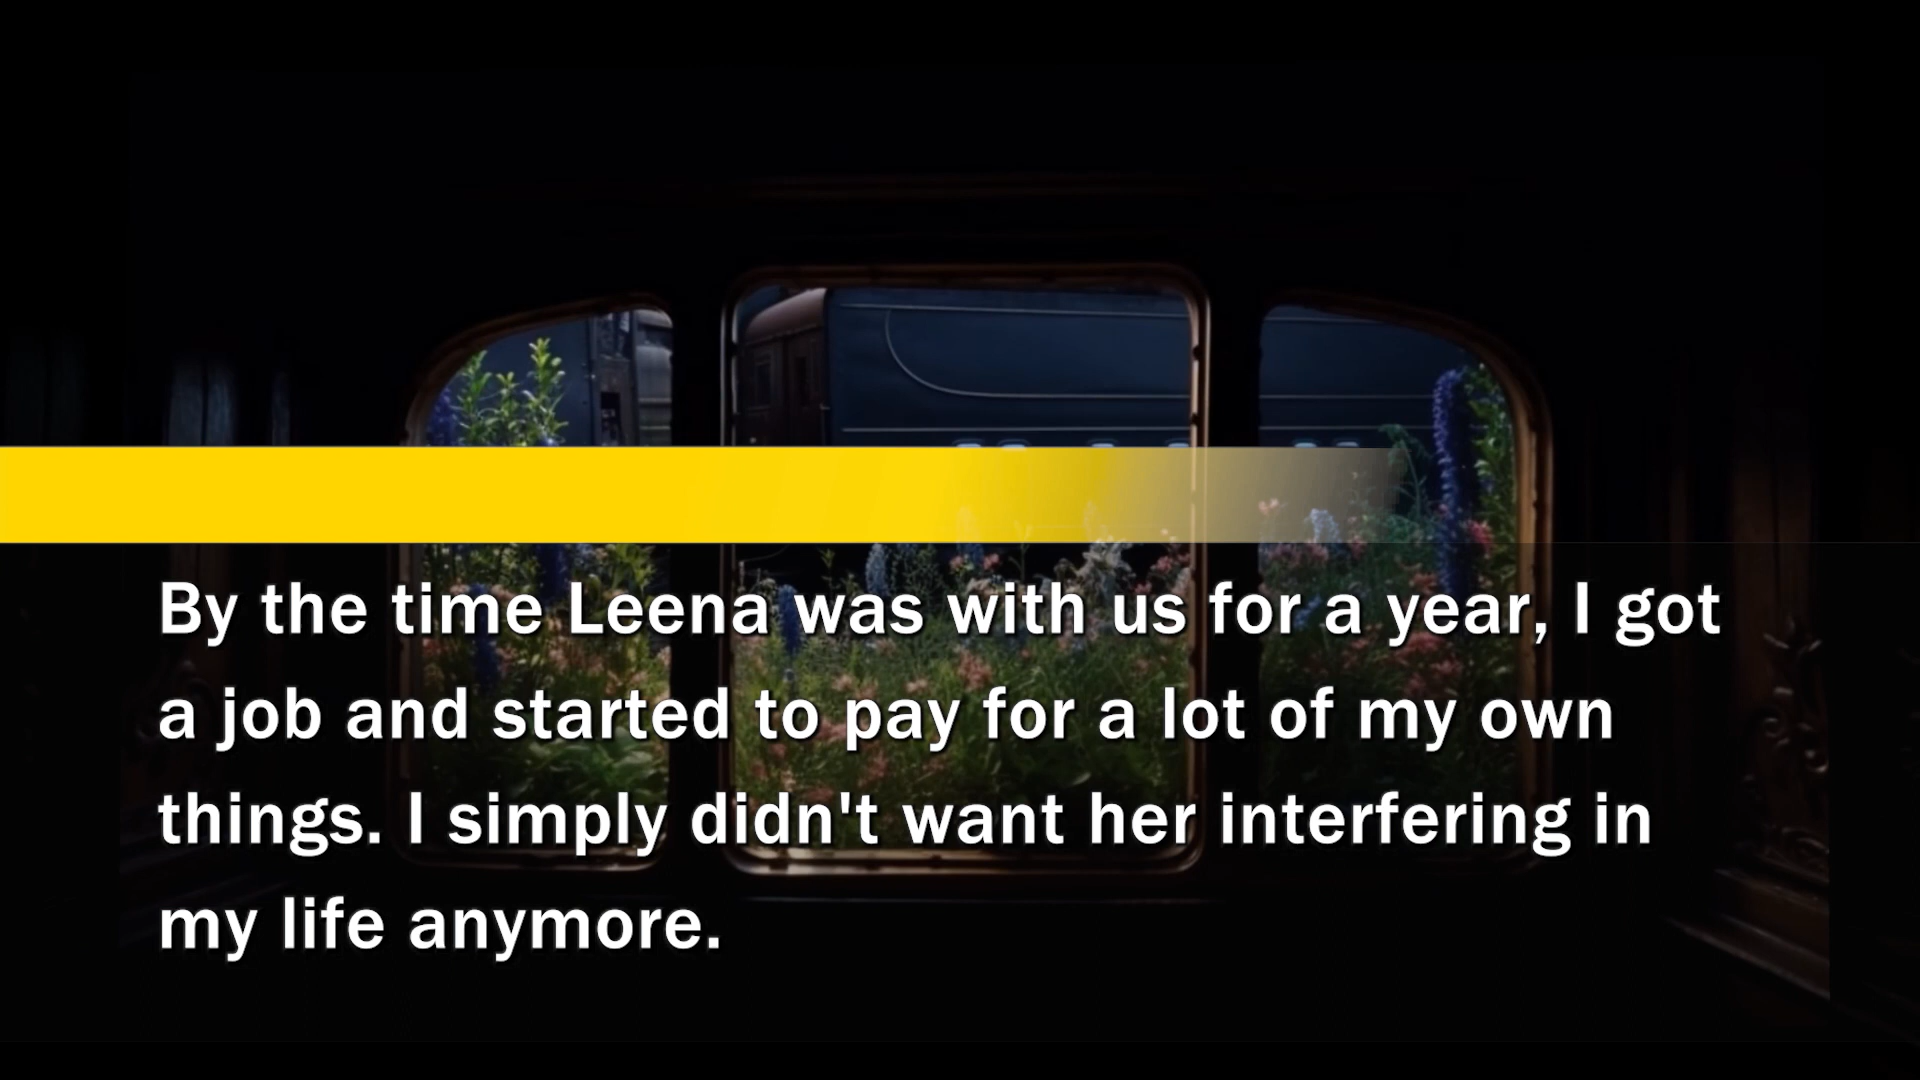 By the time Leena was with us for a year, I got
a job and started to pay for a lot of my own
things. I simply didn't want her interfering in
my life anymore.